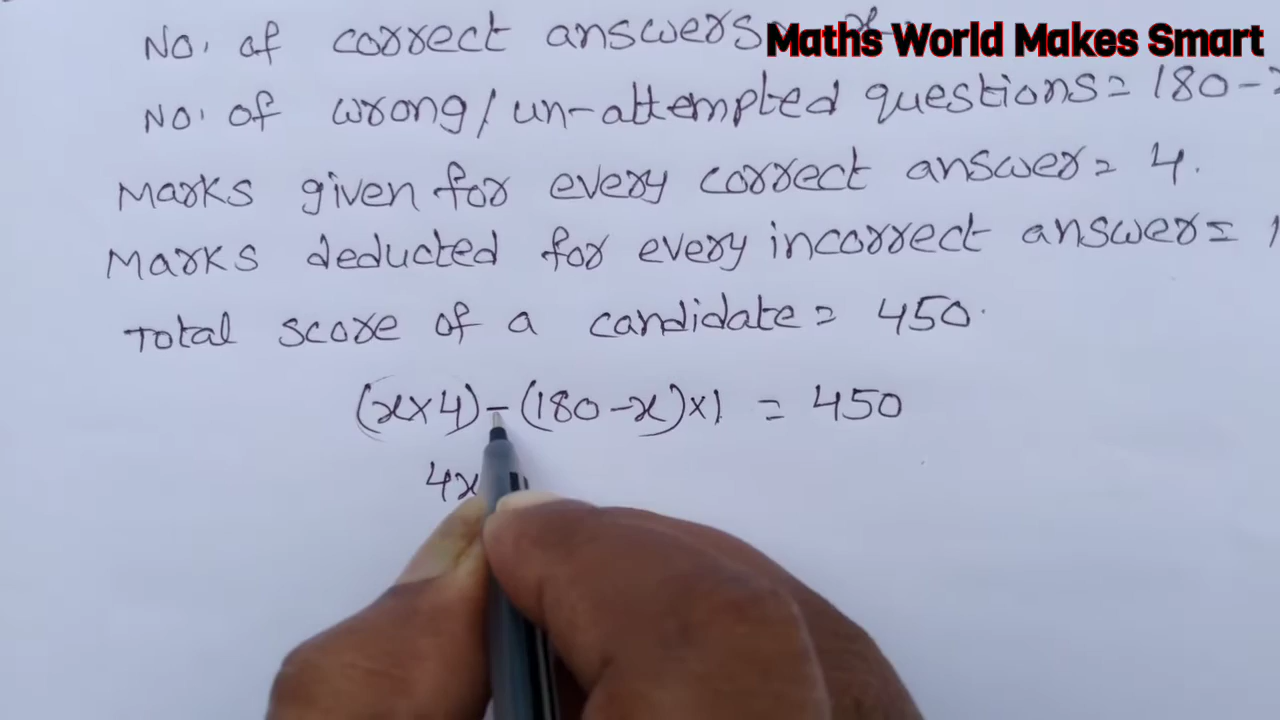 No. of correct answers= x.
Maths World Makes Smart
No. of wrong/un-attempted questions= 180-
Marks given for every correct answer= 4.
Marks deducted for every incorrect answer= 1
Total score of a candidate= 450.
(x×4)-(180-x)×1 = 450
4x